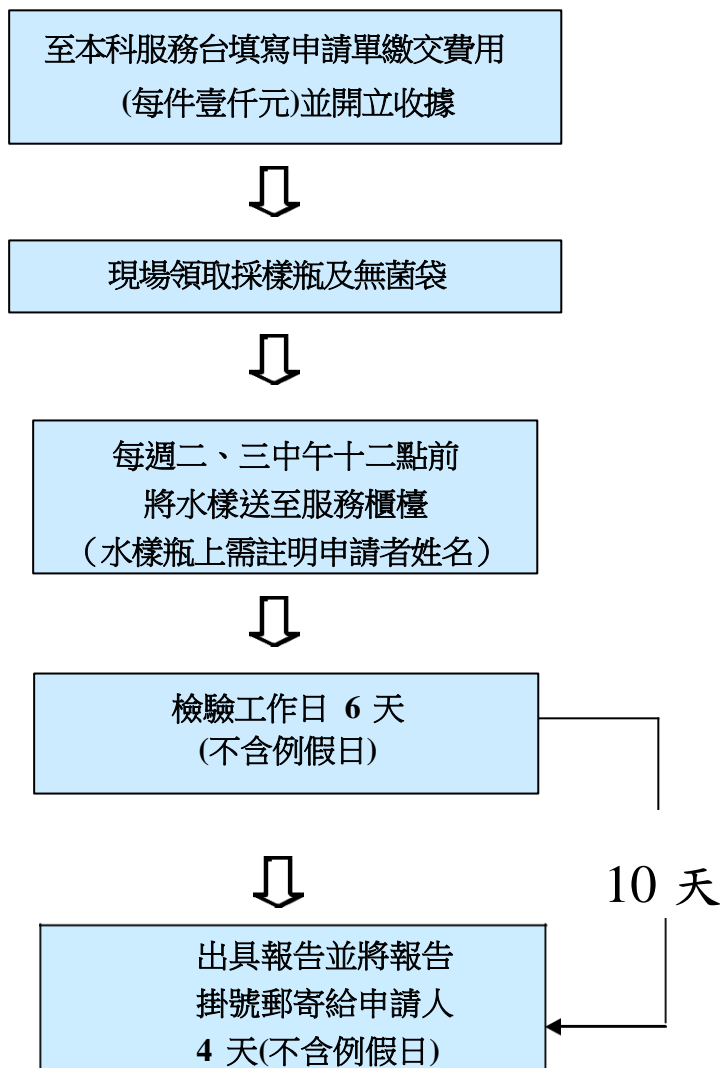 至本科服務台填寫申請單繳交費用
(每件壹仟元)並開立收據
現場領取採樣瓶及無菌袋
每週二、三中午十二點前
將水樣送至服務櫃檯
（水樣瓶上需註明申請者姓名）
檢驗工作日 6 天
(不含例假日)
10 天
出具報告並將報告
掛號郵寄給申請人
4 天(不含例假日)